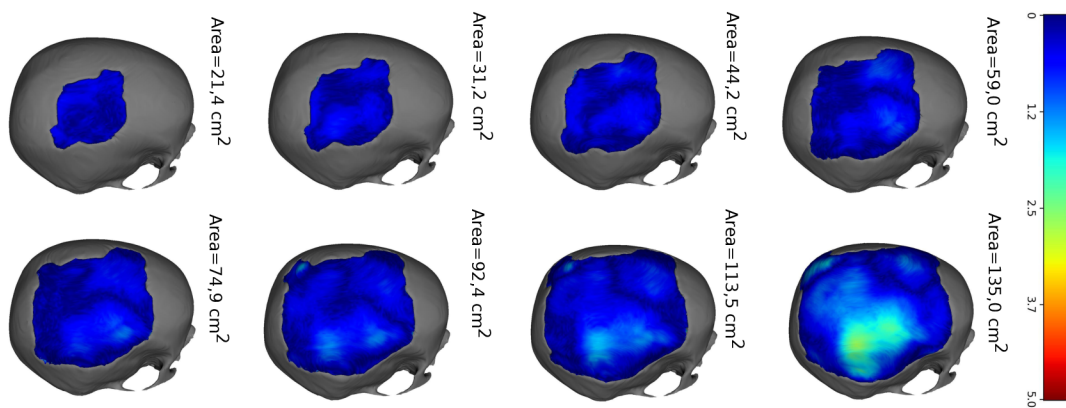 Area=21,4 cm²
Area=31,2 cm²
Area=44,2 cm²
Area=59,0 cm²
Area=74,9 cm²
Area=92,4 cm²
Area=113,5 cm²
Area=135,0 cm²
0
1.2
2.5
3.7
5.0